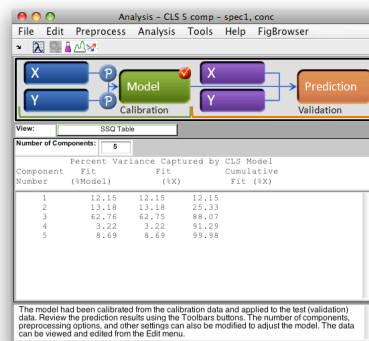 Analysis - CLS 5 comp - spec1, conc
File Edit Preprocess Analysis Tools Help FigBrowser
X P X
Model Prediction
Y P Y
Calibration Validation
View: SSQ Table
Number of Components: 5
Percent Variance Captured by CLS Model
Component Fit Fit Cumulative
Number (%Model) (%X) Fit (%X)
1 12.15 12.15 12.15
2 13.18 13.18 25.33
3 62.76 62.75 88.07
4 3.22 3.22 91.29
5 8.69 8.69 99.98
The model had been calibrated from the calibration data and applied to the test (validation)
data. Review the prediction results using the Toolbars buttons. The number of components,
preprocessing options, and other settings can also be modified to adjust the model. The data
can be viewed and edited from the Edit menu.